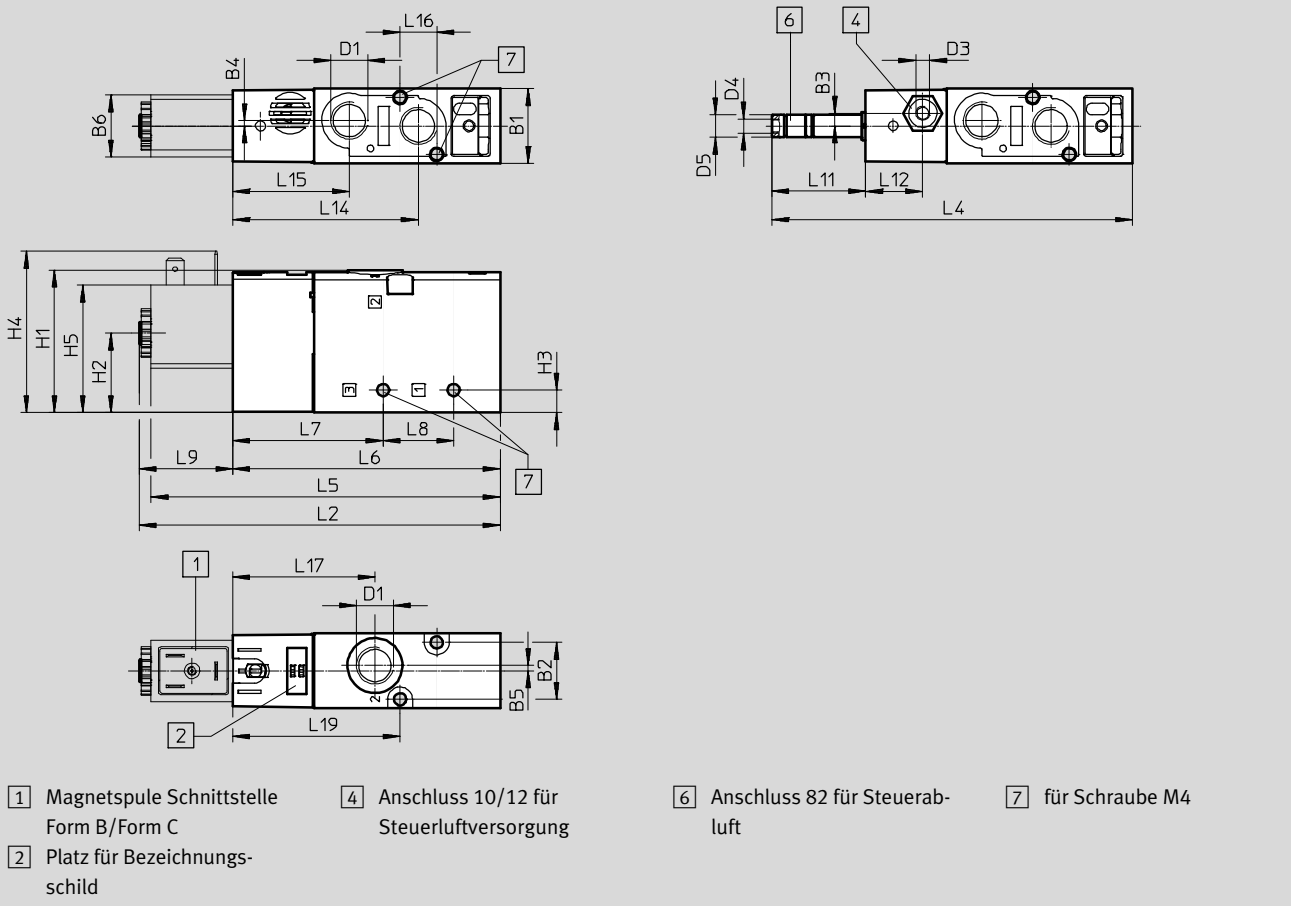 L16
D1
7
B4
B6
B1
L15
L14
6
4
D3
D4
B3
D5
L11
L12
L4
H4
H1
H5
H2
2
3
1
H3
L7
L8
L9
L6
7
L5
L2
1
L17
D1
2
B2
B5
2
L19
1 Magnetspule Schnittstelle
Form B/Form C
2 Platz für Bezeichnungs-
schild
4 Anschluss 10/12 für
Steuerluftversorgung
6 Anschluss 82 für Steuerab-
luft
7 für Schraube M4